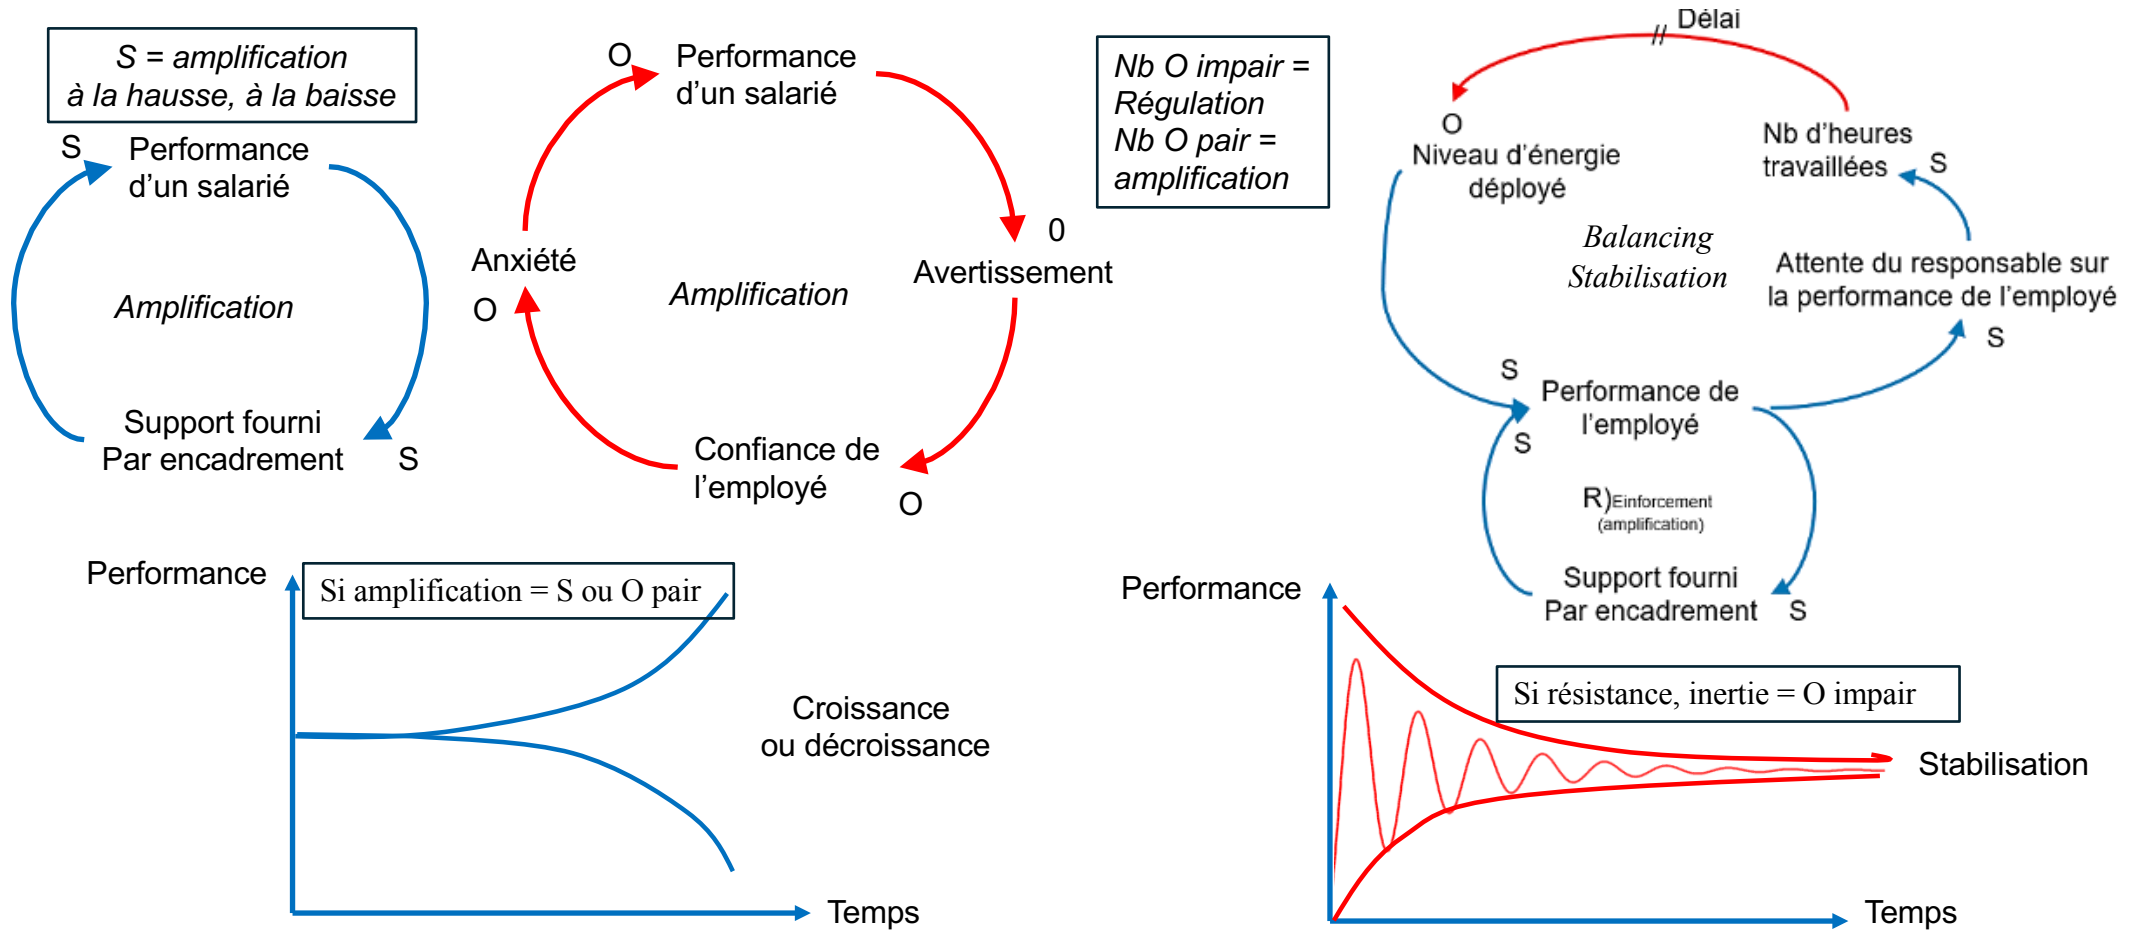 S = amplification
à la hausse, à la baisse
S
Performance
d'un salarié
Amplification
Support fourni
Par encadrement
S
O
Performance
d'un salarié
0
Avertissement
Anxiété
O
Amplification
Confiance de
l'employé
O
Nb O impair =
Régulation
Nb O pair =
amplification
Délai
//
O
Niveau d'énergie
déployé
Nb d'heures
travaillées
S
Balancing
Stabilisation
Attente du responsable sur
la performance de l'employé
S
S
Performance de
l'employé
S
R)Einforcement
(amplification)
Support fourni
Par encadrement
S
Performance
Si amplification = S ou O pair
Croissance
ou décroissance
Temps
Performance
Si résistance, inertie = O impair
Stabilisation
Temps